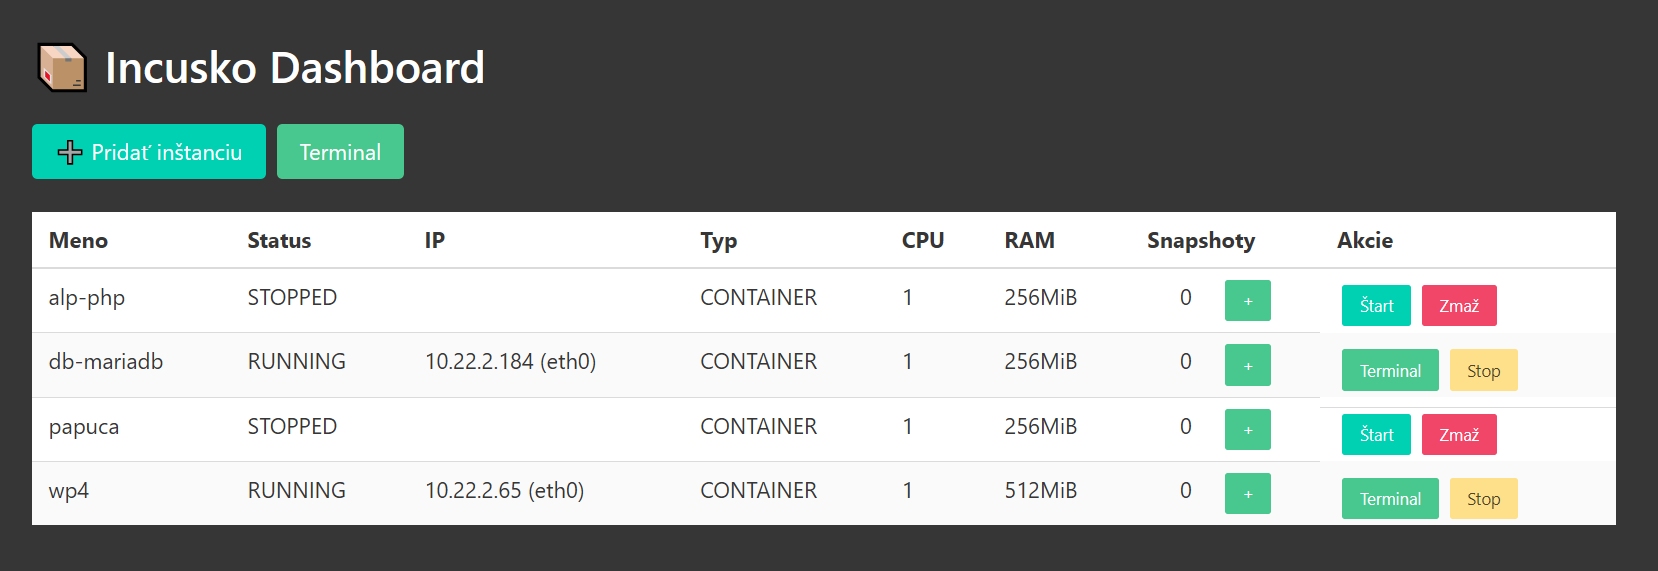 Incusko Dashboard
Pridať inštanciu Terminal
Meno Status IP Typ CPU RAM Snapshoty Akcie
alp-php STOPPED CONTAINER 1 256MiB 0 + Štart Zmaž
db-mariadb RUNNING 10.22.2.184 (eth0) CONTAINER 1 256MiB 0 + Terminal Stop
papuca STOPPED CONTAINER 1 256MiB 0 + Štart Zmaž
wp4 RUNNING 10.22.2.65 (eth0) CONTAINER 1 512MiB 0 + Terminal Stop